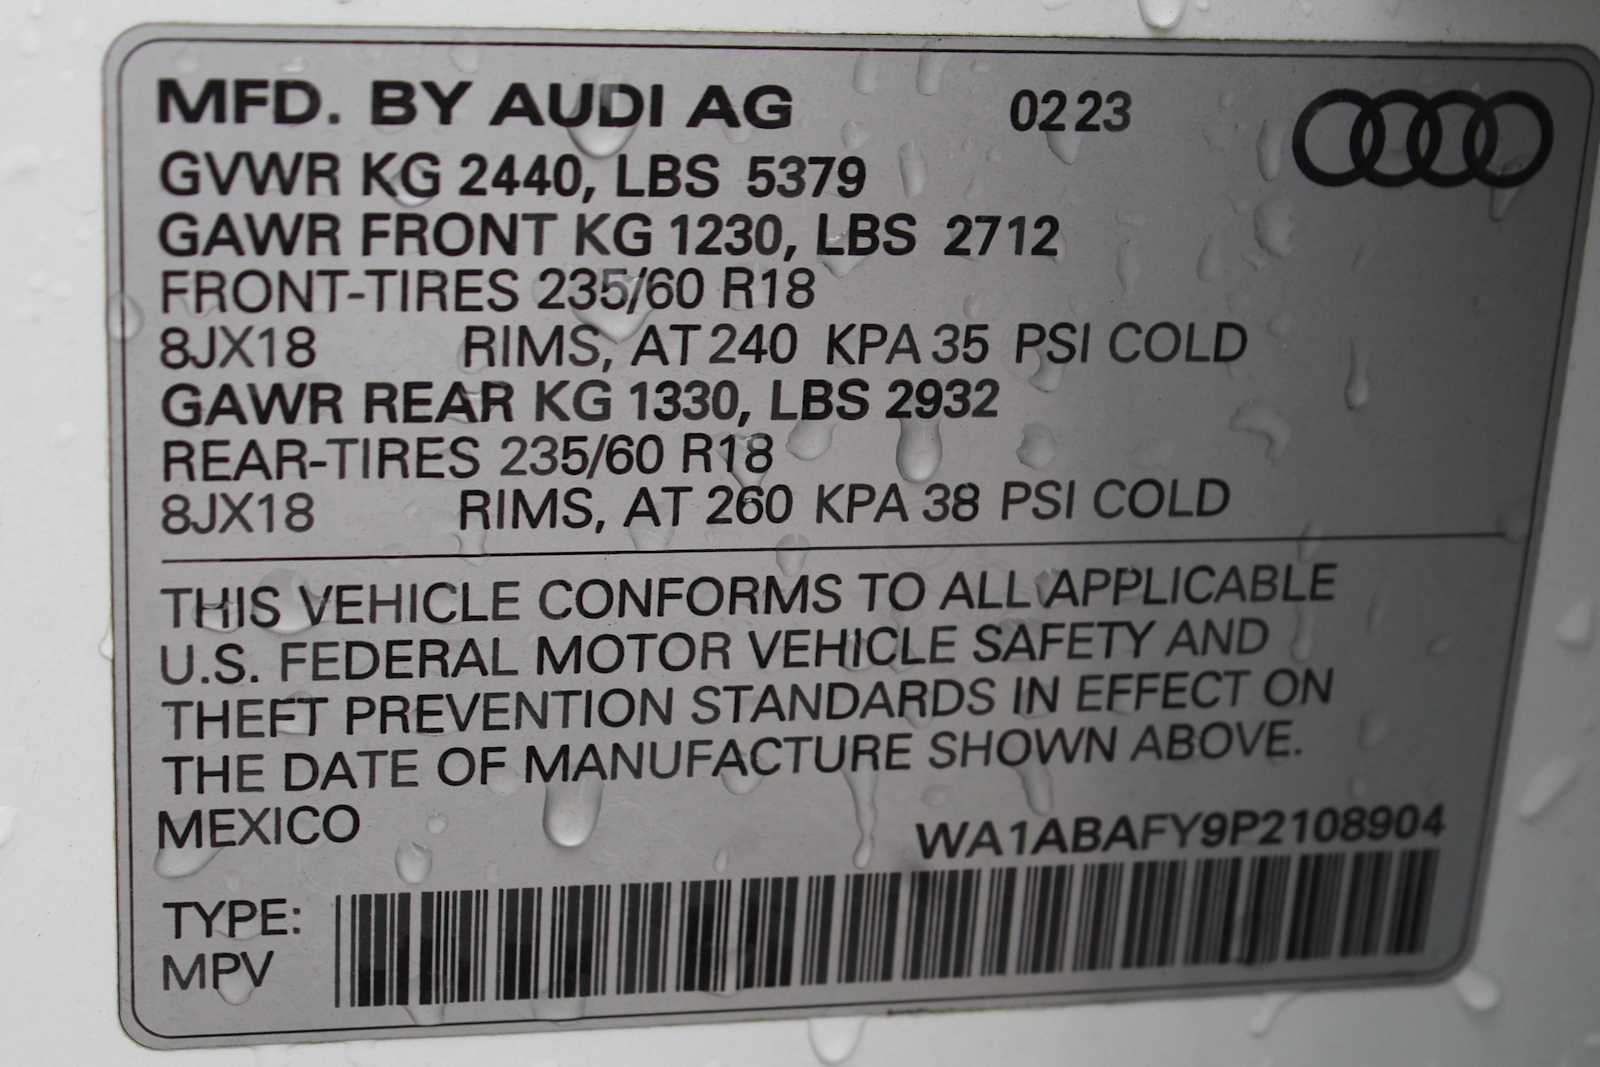 MFD. BY AUDI AG 02 23
GVWR KG 2440, LBS 5379
GAWR FRONT KG 1230, LBS 2712
FRONT-TIRES 235/60 R18
8JX18 RIMS, AT 240 KPA 35 PSI COLD
GAWR REAR KG 1330, LBS 2932
REAR-TIRES 235/60 R18
8JX18 RIMS, AT 260 KPA 38 PSI COLD
THIS VEHICLE CONFORMS TO ALL APPLICABLE
U.S. FEDERAL MOTOR VEHICLE SAFETY AND
THEFT PREVENTION STANDARDS IN EFFECT ON
THE DATE OF MANUFACTURE SHOWN ABOVE.
MEXICO WA1ABAFY9P2108904
TYPE:
MPV